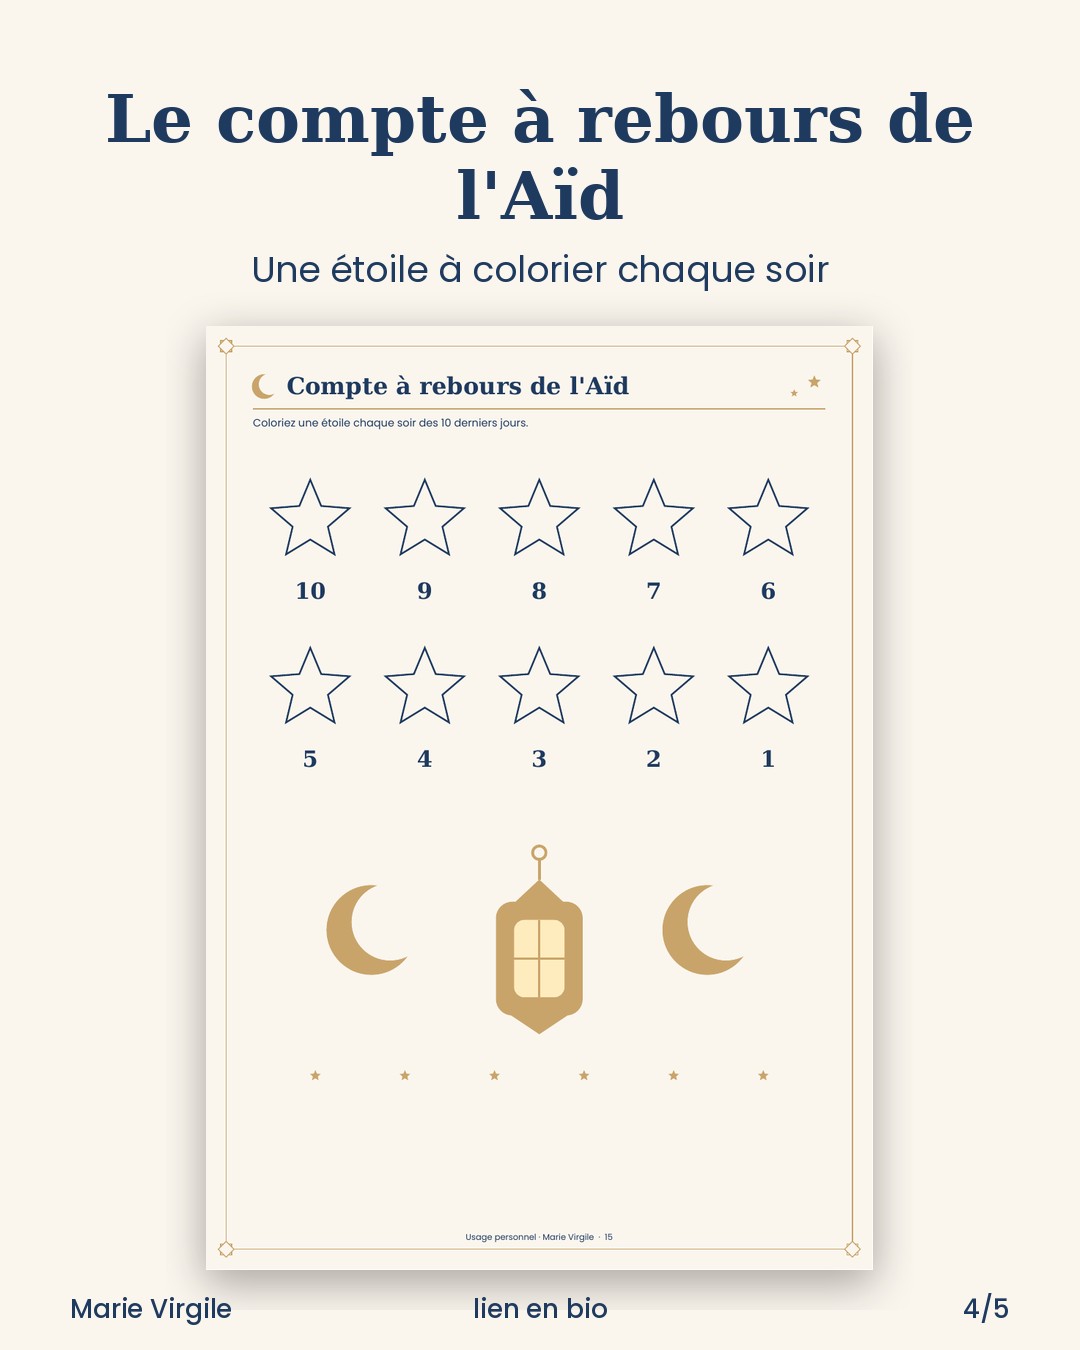 Le compte à rebours de
l'Aïd
Une étoile à colorier chaque soir
Compte à rebours de l'Aïd
Coloriez une étoile chaque soir des 10 derniers jours.
10 9 8 7 6
5 4 3 2 1
Usage personnel · Marie Virgile · 15
Marie Virgile lien en bio 4/5